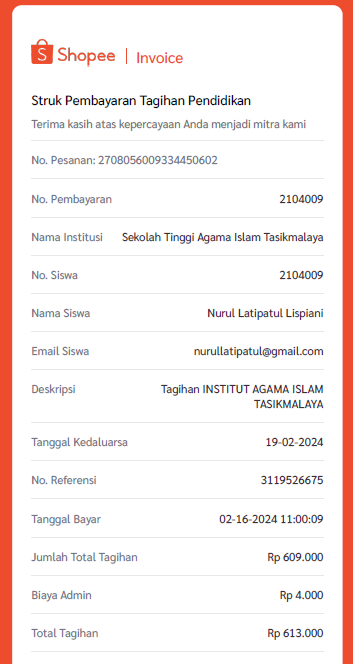 Shopee | Invoice
Struk Pembayaran Tagihan Pendidikan
Terima kasih atas kepercayaan Anda menjadi mitra kami
No. Pesanan: 2708056009334450602
No. Pembayaran 2104009
Nama Institusi Sekolah Tinggi Agama Islam Tasikmalaya
No. Siswa 2104009
Nama Siswa Nurul Latipatul Lispiani
Email Siswa nurullatipatul@gmail.com
Deskripsi Tagihan INSTITUT AGAMA ISLAM
TASIKMALAYA
Tanggal Kedaluarsa 19-02-2024
No. Referensi 3119526675
Tanggal Bayar 02-16-2024 11:00:09
Jumlah Total Tagihan Rp 609.000
Biaya Admin Rp 4.000
Total Tagihan Rp 613.000